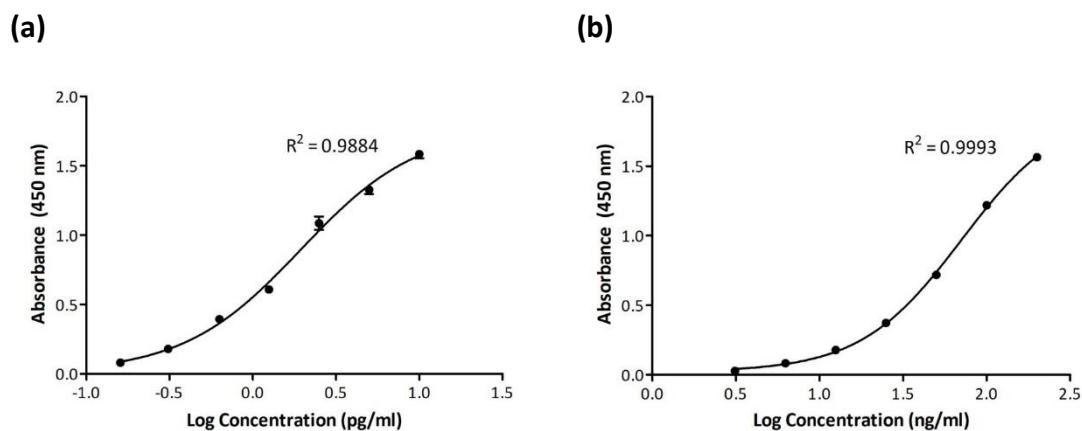 (a)
(b)
2.0
1.5
1.0
0.5
0.0
-1.0
-0.5
0.0
0.5
1.0
1.5
Absorbance (450 nm)
Log Concentration (pg/ml)
R² = 0.9884
2.0
1.5
1.0
0.5
0.0
0.0
0.5
1.0
1.5
2.0
2.5
Absorbance (450 nm)
Log Concentration (ng/ml)
R² = 0.9993